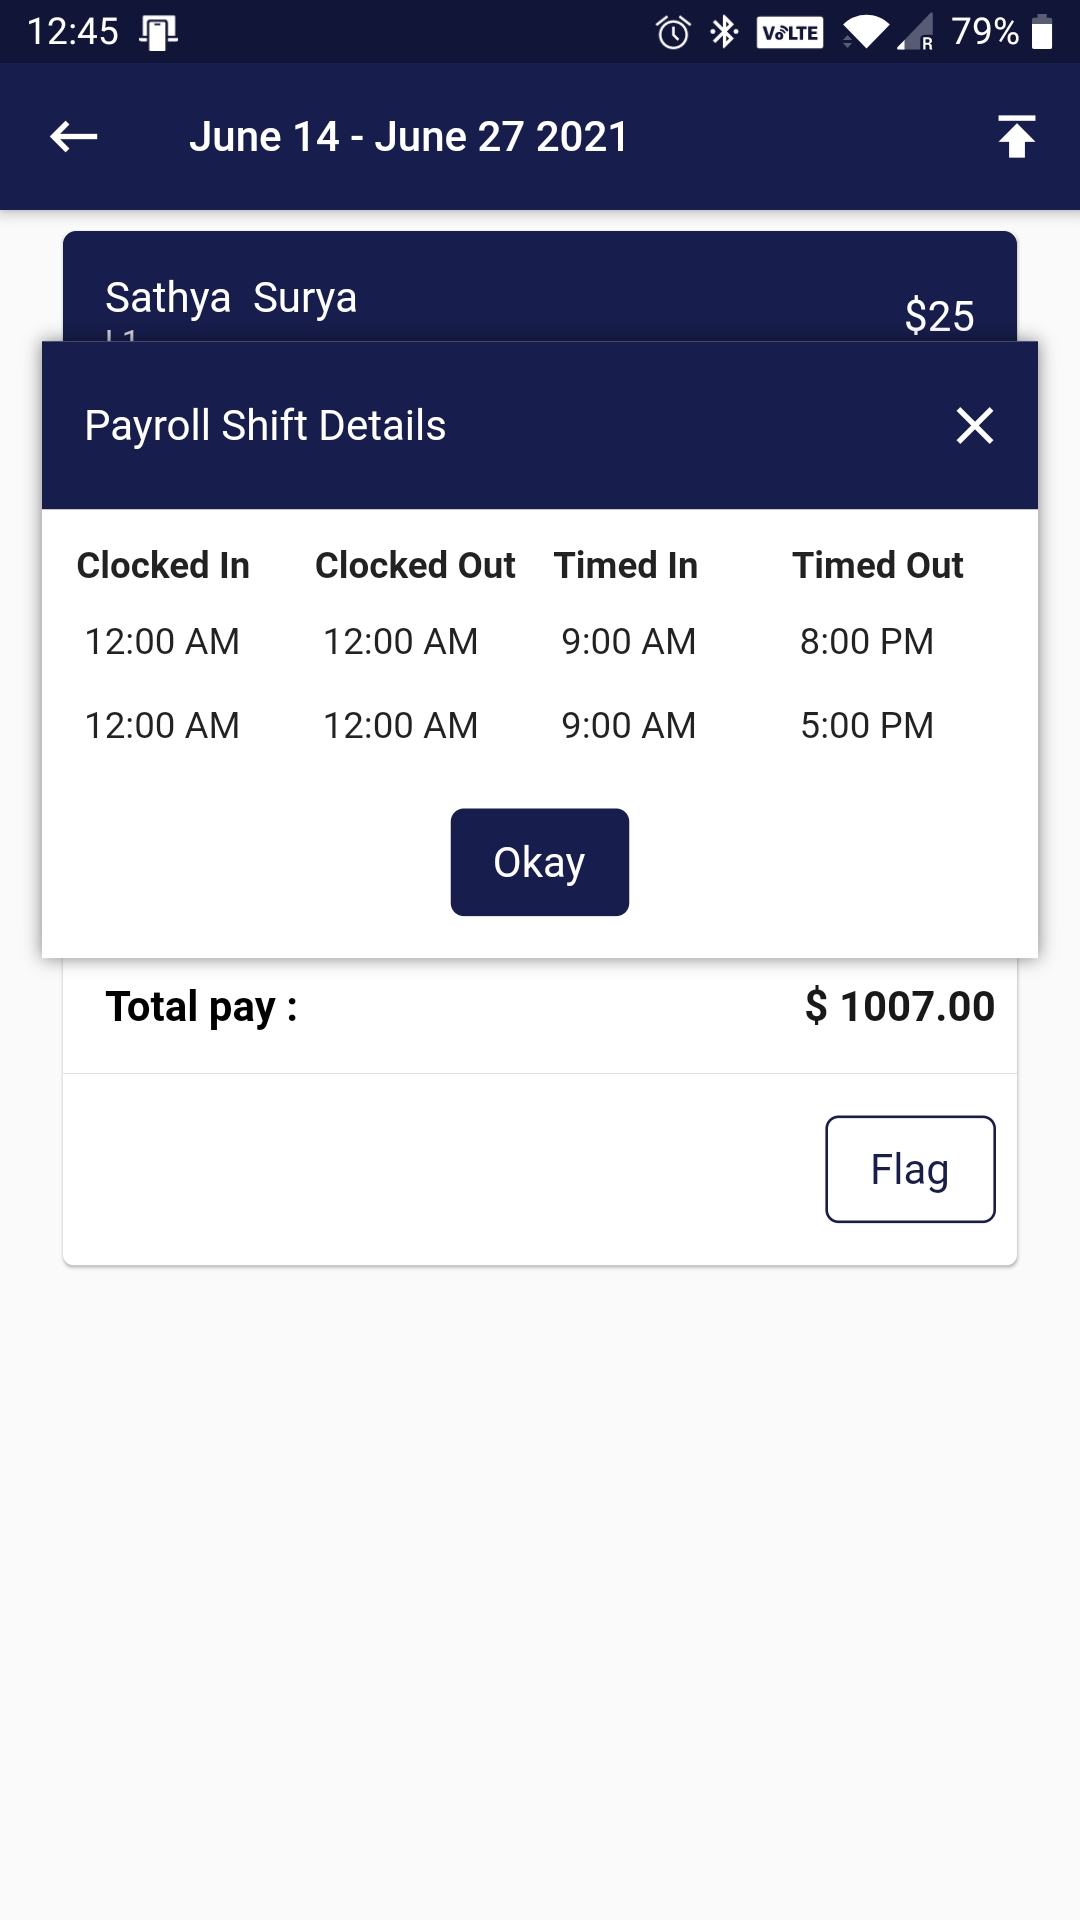 12:45 VoLTE R 79%
June 14 - June 27 2021
Sathya Surya
$25
Payroll Shift Details
Clocked In Clocked Out Timed In Timed Out
12:00 AM 12:00 AM 9:00 AM 8:00 PM
12:00 AM 12:00 AM 9:00 AM 5:00 PM
Okay
Total pay : $ 1007.00
Flag